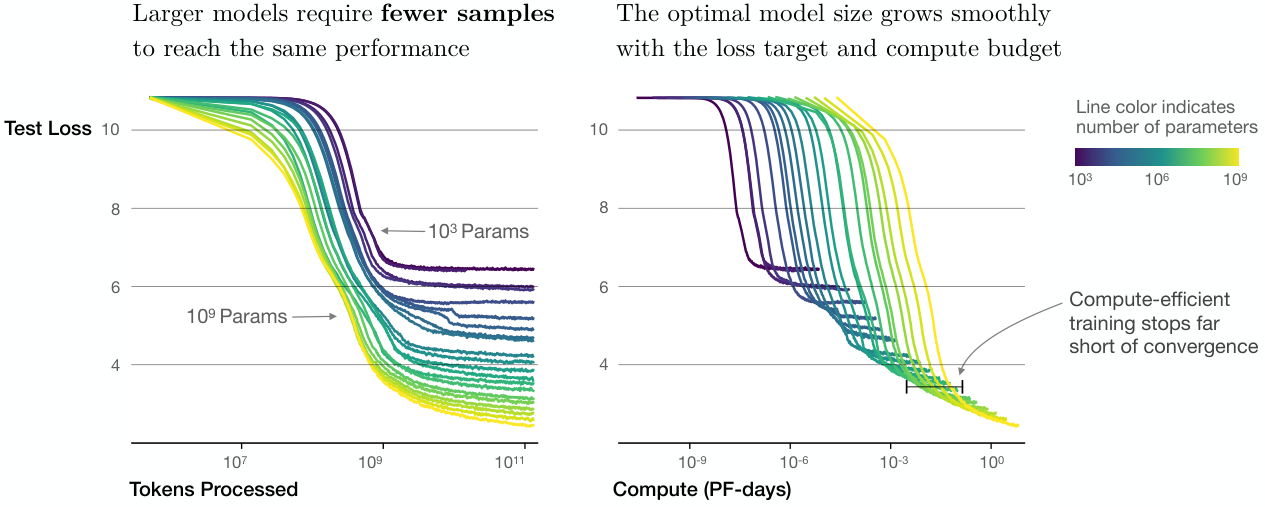 Larger models require fewer samples
to reach the same performance
The optimal model size grows smoothly
with the loss target and compute budget
Test Loss
10
8
6
4
10³ Params
10⁹ Params
10⁷
10⁹
10¹¹
Tokens Processed
10
8
6
4
10⁻⁹
10⁻⁶
10⁻³
10⁰
Compute (PF-days)
Line color indicates
number of parameters
10³
10⁶
10⁹
Compute-efficient
training stops far
short of convergence